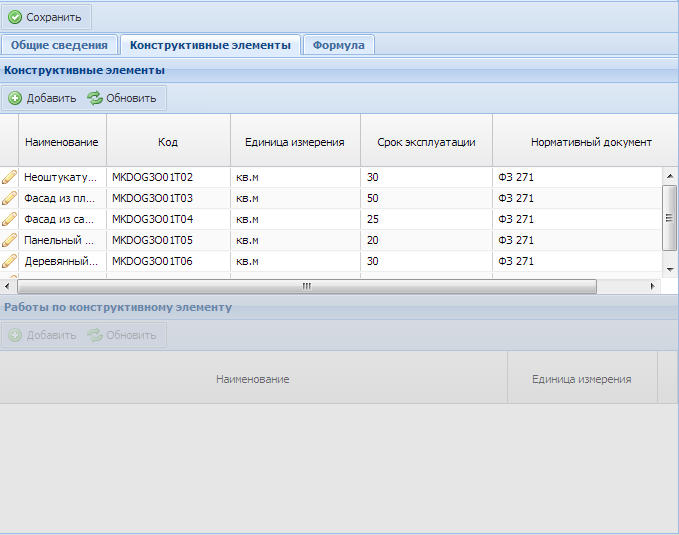 Сохранить
Общие сведения Конструктивные элементы Формула
Конструктивные элементы
Добавить Обновить
Наименование Код Единица измерения Срок эксплуатации Нормативный документ
Неоштукату... MKDOG3O01T02 кв.м 30 ФЗ 271
Фасад из пл... MKDOG3O01T03 кв.м 50 ФЗ 271
Фасад из са... MKDOG3O01T04 кв.м 25 ФЗ 271
Панельный ... MKDOG3O01T05 кв.м 20 ФЗ 271
Деревянный... MKDOG3O01T06 кв.м 30 ФЗ 271
Работы по конструктивному элементу
Добавить Обновить
Наименование Единица измерения